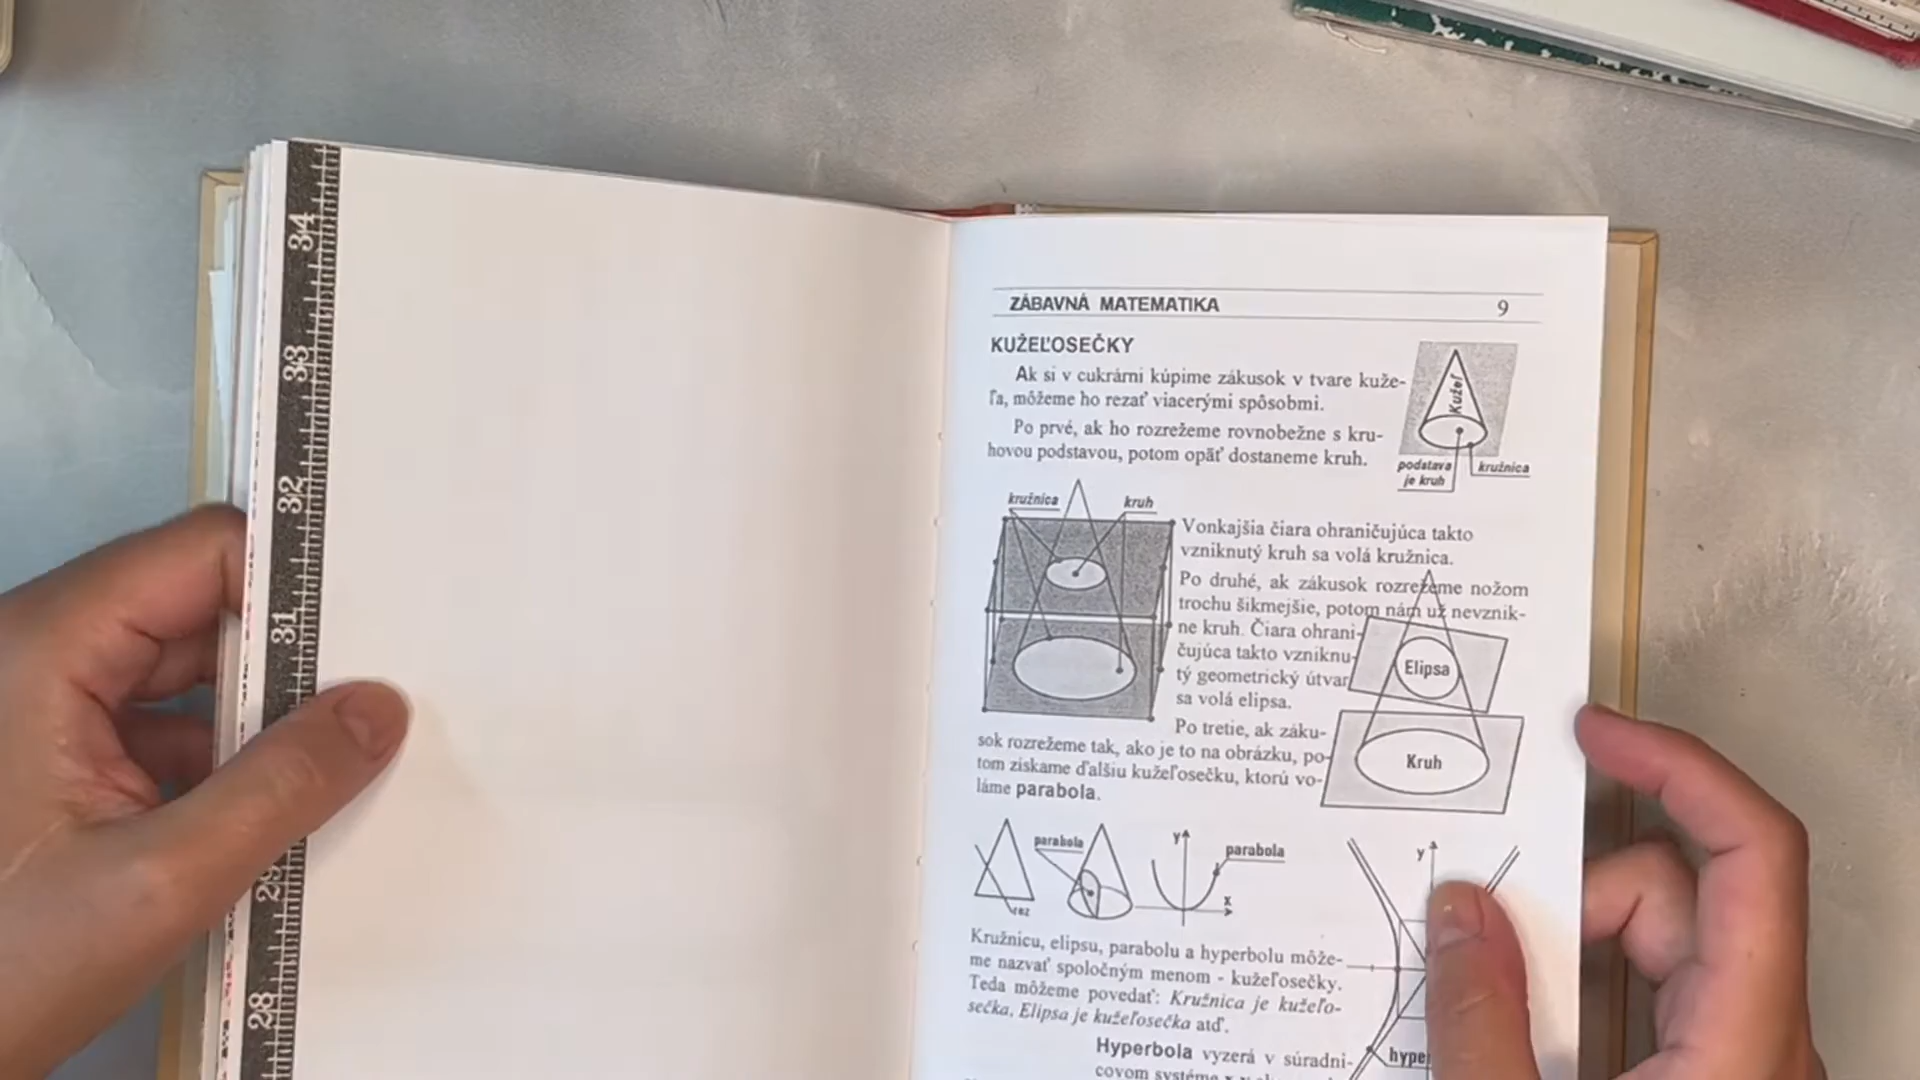 34
33
32
31
29
28
ZÁBAVNÁ MATEMATIKA 9
KUŽEĽOSEČKY
Ak si v cukrárni kúpime zákusok v tvare kuže-
ľa, môžeme ho rezať viacerými spôsobmi.
Po prvé, ak ho rozrežeme rovnobežne s kru-
hovou podstavou, potom opäť dostaneme kruh.
Kužeľ
podstava
je kruh
kružnica
kružnica
kruh
Vonkajšia čiara ohraničujúca takto
vzniknutý kruh sa volá kružnica.
Po druhé, ak zákusok rozrežeme nožom
trochu šikmejšie, potom nám už nevznik-
ne kruh. Čiara ohrani-
čujúca takto vzniknu-
tý geometrický útvar
sa volá elipsa.
Elipsa
Kruh
Po tretie, ak záku-
sok rozrežeme tak, ako je to na obrázku, po-
tom získame ďalšiu kužeľosečku, ktorú vo-
láme parabola.
rez
parabola
y
x
parabola
y
Kružnicu, elipsu, parabolu a hyperbolu môže-
me nazvať spoločným menom - kužeľosečky.
Teda môžeme povedať: Kružnica je kužeľo-
sečka, Elipsa je kužeľosečka atď.
Hyperbola vyzerá v súradni-
hype
covom systéme